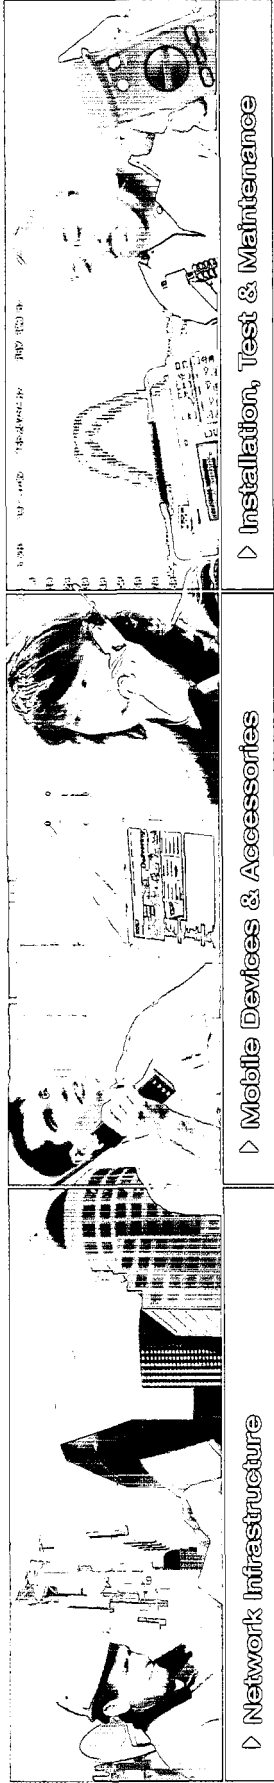 ▷ Network Infrastructure
▷ Mobile Devices & Accessories
▷ Installation, Test & Maintenance